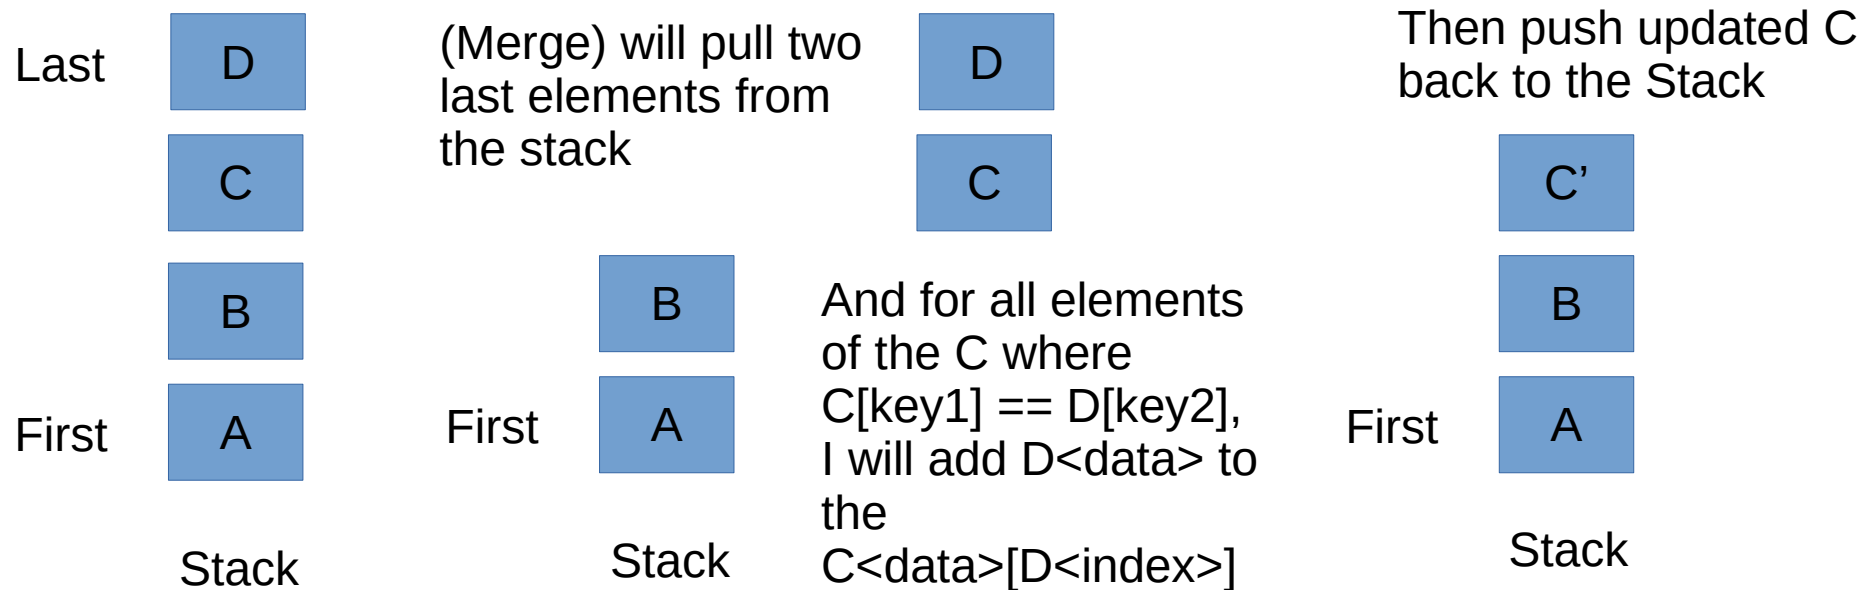 Last
D
C
B
First
A
Stack
(Merge) will pull two
last elements from
the stack
B
First
A
Stack
D
C
And for all elements
of the C where
C[key1] == D[key2],
I will add D<data> to
the
C<data>[D<index>]
Then push updated C
back to the Stack
C’
B
First
A
Stack